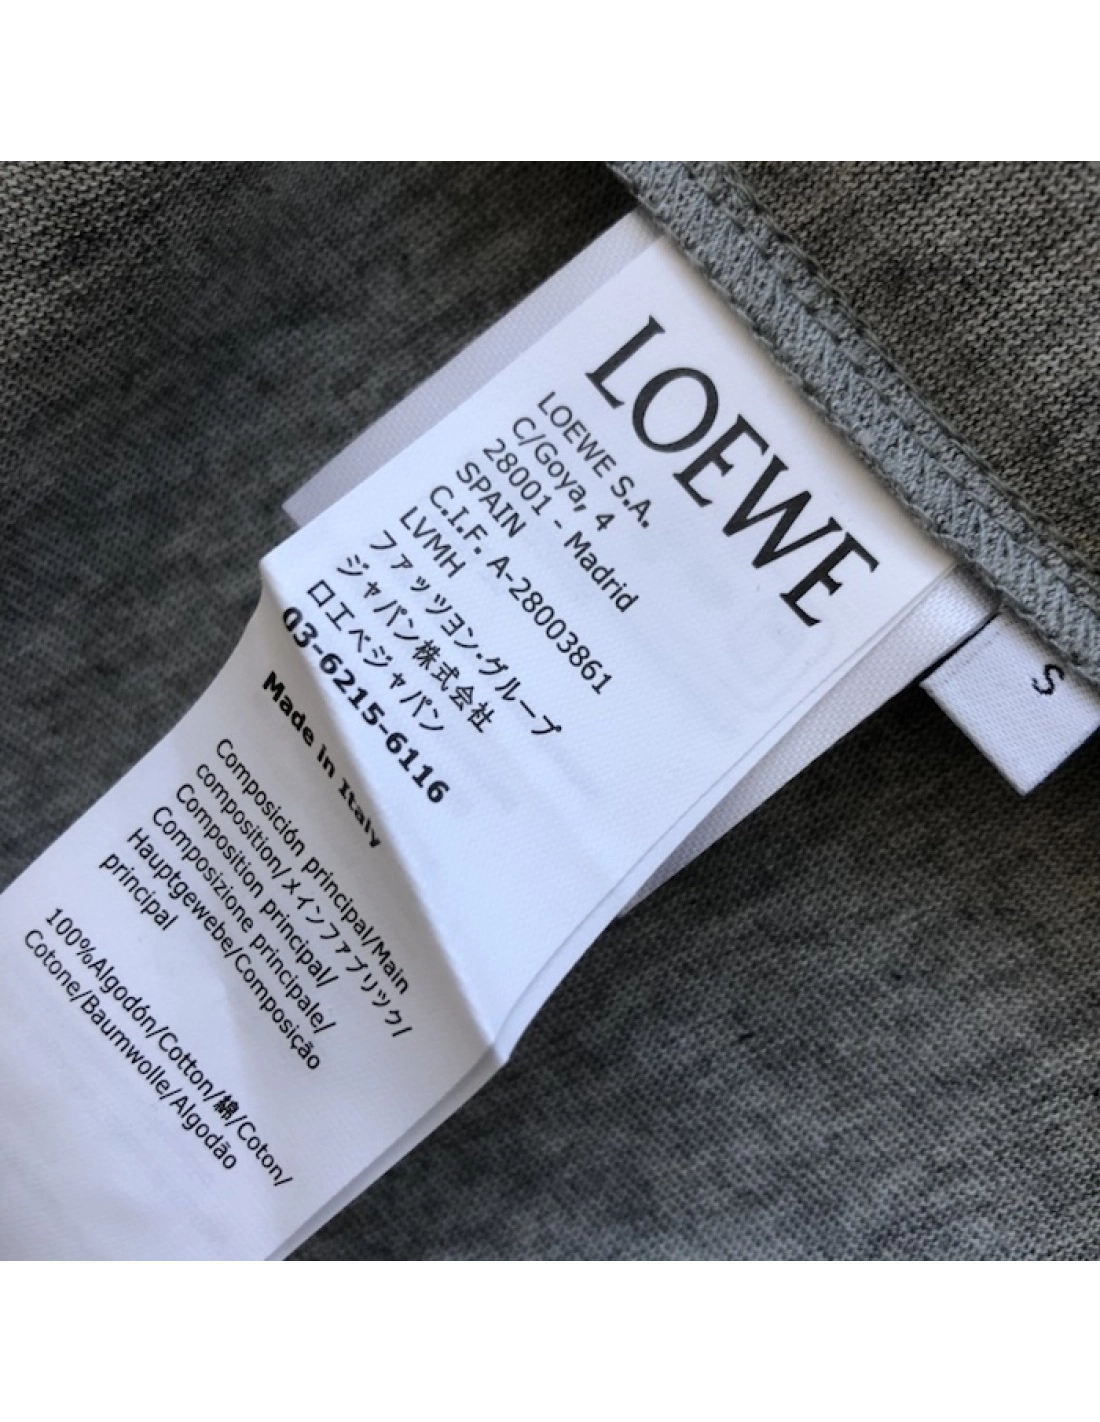 LOEWE
LOEWE S.A.
C/Goya, 4
28001 - Madrid
SPAIN
C.I.F. A-28003861
LVMH
ファッツヨン.グループ
ジャパン株式会社
ロエベジャパン
03-6215-6116
Made in Italy
Composición principal/Main
composition/メインファブリツク/
Composition principal/
Composizione principale/
Hauptgewebe/Composição
principal
100%Algodón/Cotton/綿/Coton/
Cotone/Baumwolle/Algodão
S